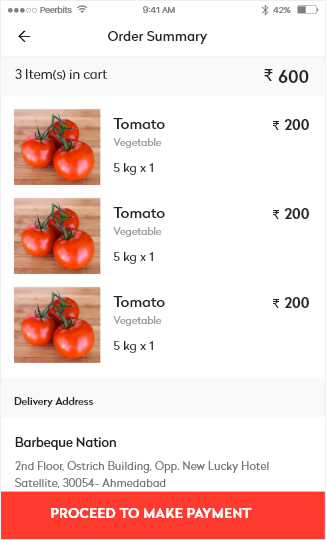 Peerbits 9:41 AM 42%
Order Summary
3 Item(s) in cart ₹ 600
Tomato ₹ 200
Vegetable
5 kg x 1
Tomato ₹ 200
Vegetable
5 kg x 1
Tomato ₹ 200
Vegetable
5 kg x 1
Delivery Address
Barbeque Nation
2nd Floor, Ostrich Building, Opp. New Lucky Hotel
Satellite, 30054- Ahmedabad
PROCEED TO MAKE PAYMENT